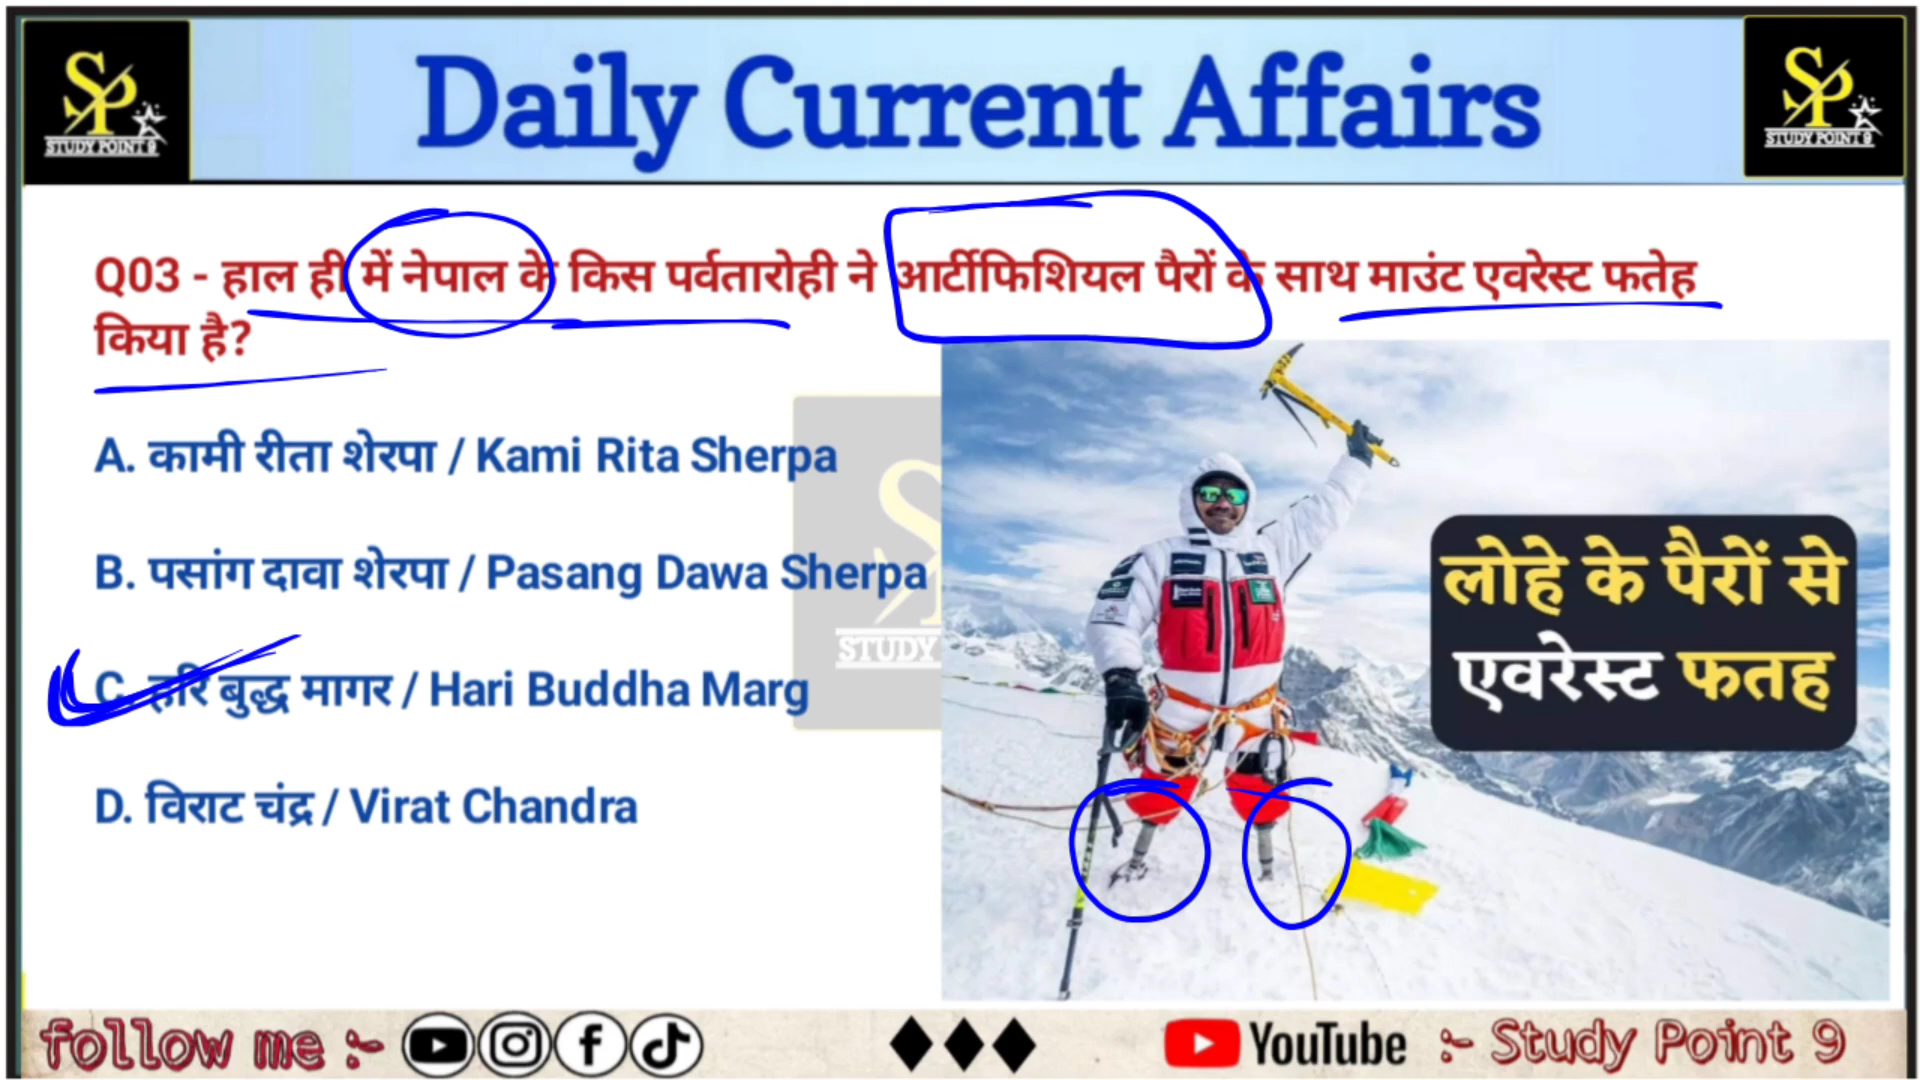 SP
STUDY POINT 9
Daily Current Affairs
SP
STUDY POINT 9
Q03 - हाल ही में नेपाल के किस पर्वतारोही ने आर्टीफिशियल पैरों के साथ माउंट एवरेस्ट फतेह
किया है?
A. कामी रीता शेरपा / Kami Rita Sherpa
B. पसांग दावा शेरपा / Pasang Dawa Sherpa
C. हरि बुद्ध मागर / Hari Buddha Marg
D. विराट चंद्र / Virat Chandra
STUDY
लोहे के पैरों से
एवरेस्ट फतह
follow me :- YouTube :- Study Point 9